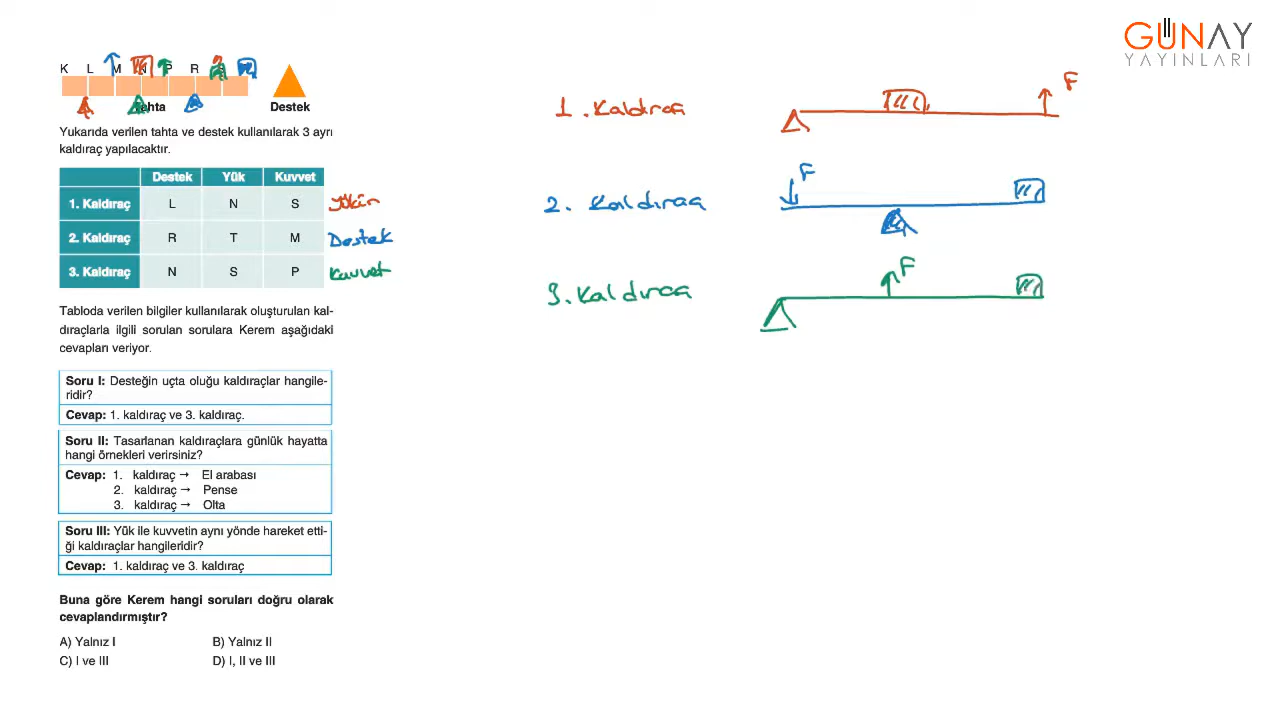 GÜNAY
YAYINLARI
K L M N P R
Tahta
Destek
Yukarıda verilen tahta ve destek kullanılarak 3 ayrı
kaldıraç yapılacaktır.
Destek Yük Kuvvet
1. Kaldıraç L N S Yükün
2. Kaldıraç R T M Destek
3. Kaldıraç N S P Kuvvet
Tabloda verilen bilgiler kullanılarak oluşturulan kal-
dıraçlarla ilgili sorulan sorulara Kerem aşağıdaki
cevapları veriyor.
Soru I: Desteğin uçta oluğu kaldıraçlar hangile-
ridir?
Cevap: 1. kaldıraç ve 3. kaldıraç.
Soru II: Tasarlanan kaldıraçlara günlük hayatta
hangi örnekleri verirsiniz?
Cevap: 1. kaldıraç → El arabası
2. kaldıraç → Pense
3. kaldıraç → Olta
Soru III: Yük ile kuvvetin aynı yönde hareket etti-
ği kaldıraçlar hangileridir?
Cevap: 1. kaldıraç ve 3. kaldıraç
Buna göre Kerem hangi soruları doğru olarak
cevaplandırmıştır?
A) Yalnız I B) Yalnız II
C) I ve III D) I, II ve III
1. Kaldıraç
F
2. Kaldıraç
F
3. Kaldıraç
F